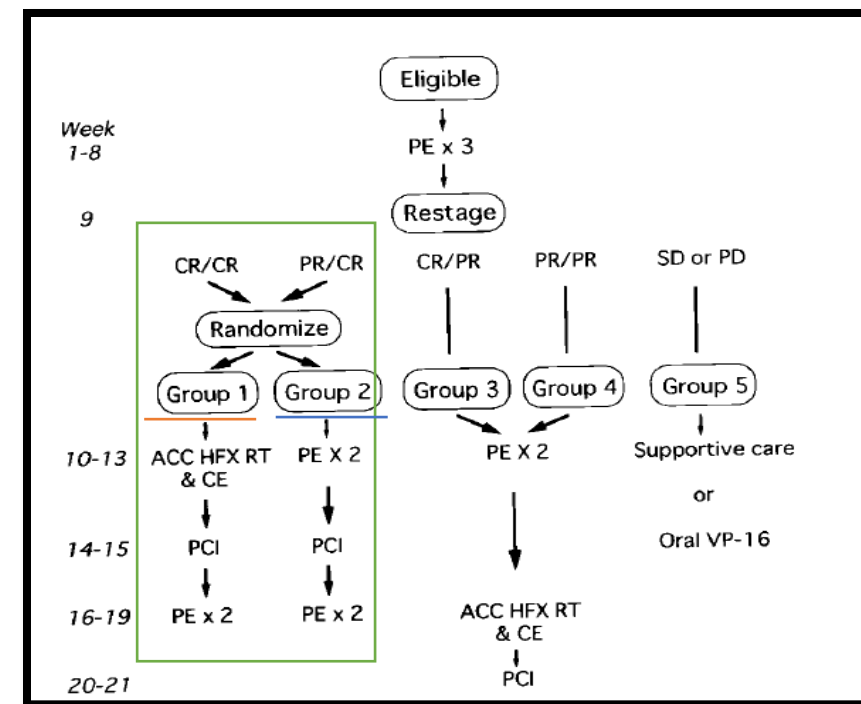 Eligible
Week
1-8
PE x 3
9
Restage
CR/CR PR/CR CR/PR PR/PR SD or PD
Randomize
Group 1 Group 2 Group 3 Group 4 Group 5
10-13 ACC HFX RT PE X 2 PE X 2 Supportive care
& CE
or
14-15 PCI PCI Oral VP-16
16-19 PE x 2 PE x 2 ACC HFX RT
& CE
20-21 PCI